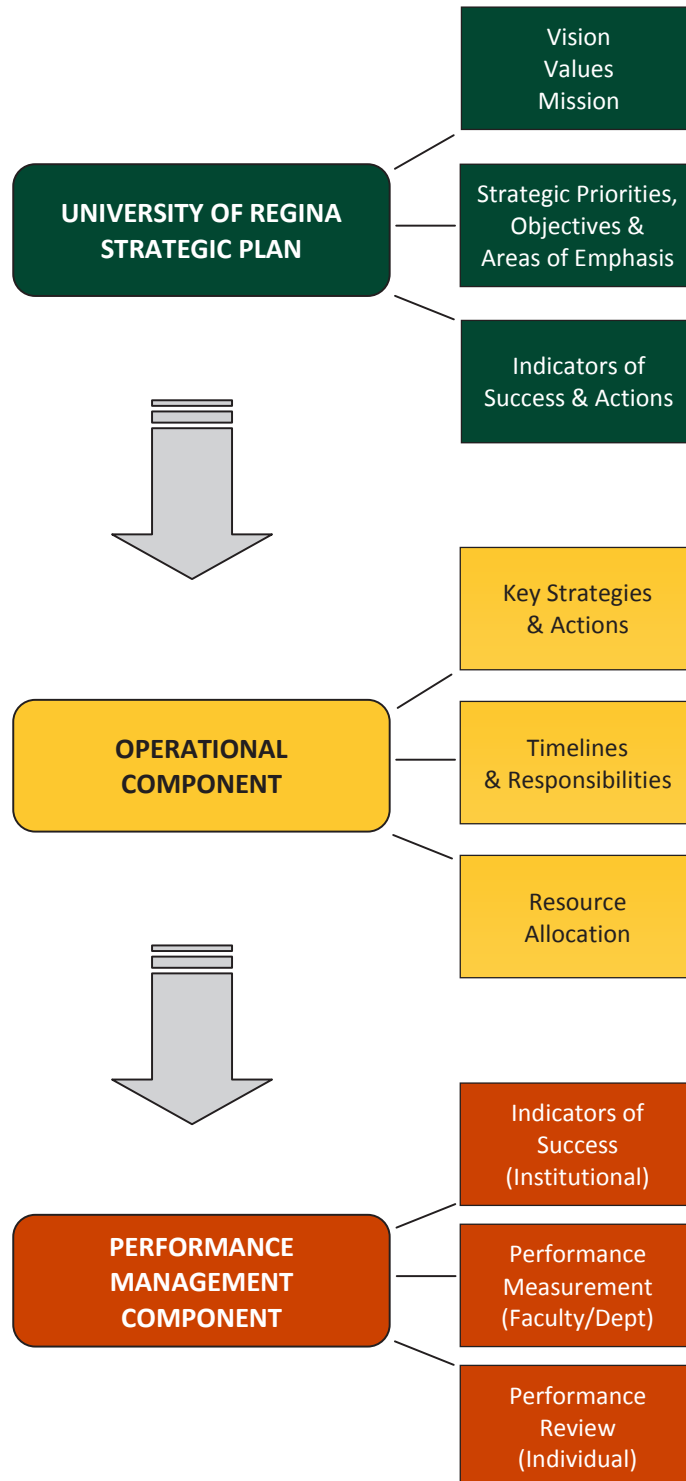 Vision
Values
Mission
UNIVERSITY OF REGINA
STRATEGIC PLAN
Strategic Priorities,
Objectives &
Areas of Emphasis
Indicators of
Success & Actions
Key Strategies
& Actions
OPERATIONAL
COMPONENT
Timelines
& Responsibilities
Resource
Allocation
Indicators of
Success
(Institutional)
PERFORMANCE
MANAGEMENT
COMPONENT
Performance
Measurement
(Faculty/Dept)
Performance
Review
(Individual)